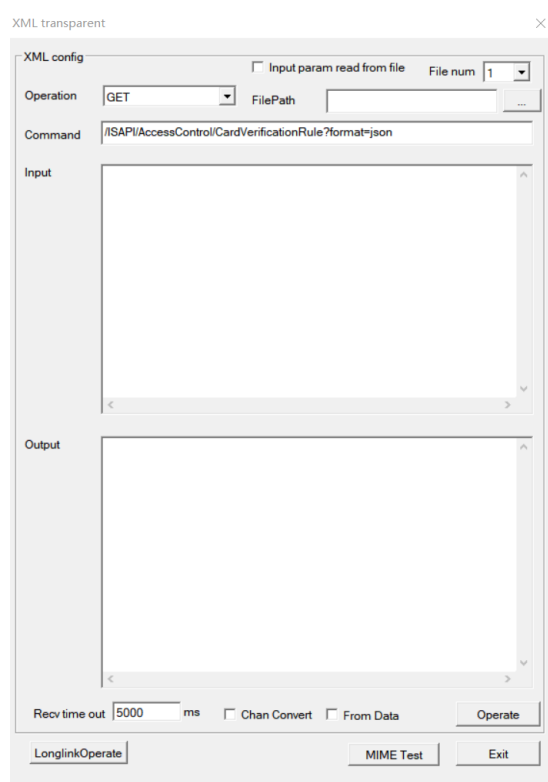 XML transparent
XML config
Input param read from file
File num
1
Operation
GET
FilePath
...
Command
/ISAPI/AccessControl/CardVerificationRule?format=json
Input
Output
Recv time out
5000
ms
Chan Convert
From Data
Operate
LonglinkOperate
MIME Test
Exit